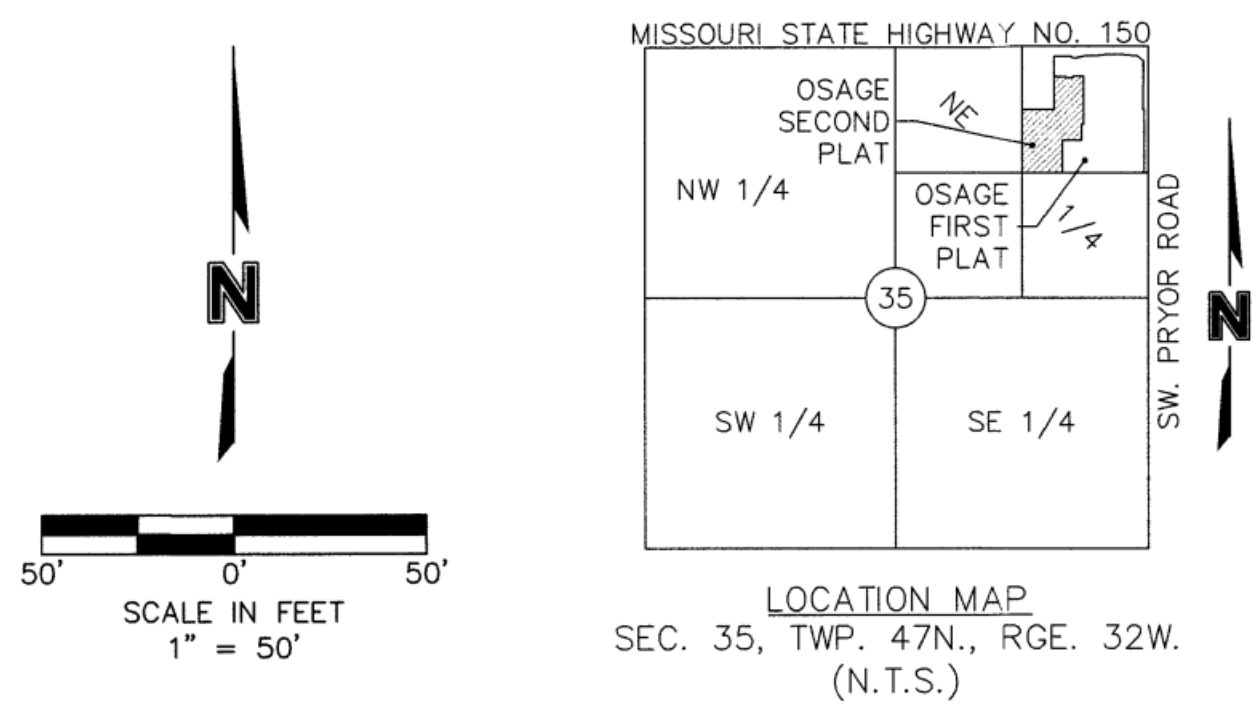 N
50' 0' 50'
SCALE IN FEET
1" = 50'
MISSOURI STATE HIGHWAY NO. 150
OSAGE
SECOND
PLAT
NE
NW 1/4
OSAGE
FIRST
PLAT
1/4
35
SW 1/4
SE 1/4
SW. PRYOR ROAD
N
LOCATION MAP
SEC. 35, TWP. 47N., RGE. 32W.
(N.T.S.)